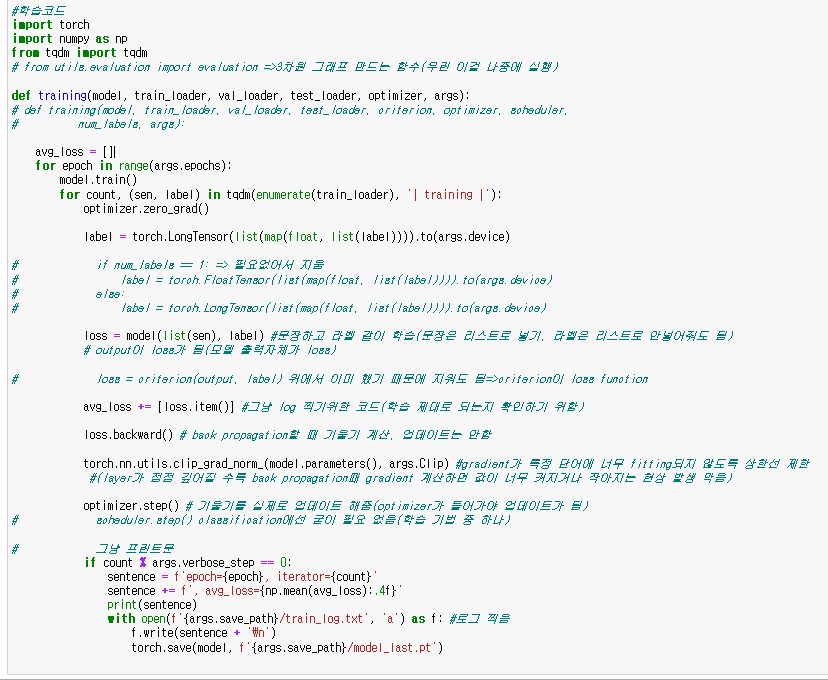 #학습코드
import torch
import numpy as np
from tqdm import tqdm
# from utils.evaluation import evaluation =>3차원 그래프 만드는 함수(우린 이걸 나중에 실행)
def training(model, train_loader, val_loader, test_loader, optimizer, args):
# def training(model, train_loader, val_loader, test_loader, criterion, optimizer, scheduler,
#         num_labels, args):
    avg_loss = []
    for epoch in range(args.epochs):
        model.train()
        for count, (sen, label) in tqdm(enumerate(train_loader), '| training |'):
            optimizer.zero_grad()
            label = torch.LongTensor(list(map(float, list(label)))).to(args.device)
#             if num_labels == 1: => 필요없어서 지움
#                 label = torch.FloatTensor(list(map(float, list(label)))).to(args.device)
#             else:
#                 label = torch.LongTensor(list(map(float, list(label)))).to(args.device)
            loss = model(list(sen), label) #문장하고 라벨 같이 학습(문장은 리스트로 넣기, 라벨은 리스트로 안넣어줘도 됨)
            # output이 loss가 됨(모델 출력자체가 loss)
#             loss = criterion(output, label) 위에서 이미 했기 때문에 지워도 됨=>criterion이 loss function
            avg_loss += [loss.item()] #그냥 log 찍기위한 코드(학습 제대로 되는지 확인하기 위함)
            loss.backward() # back propagation할 때 기울기 계산, 업데이트는 안함
            torch.nn.utils.clip_grad_norm_(model.parameters(), args.Clip) #gradient가 특정 단어에 너무 fitting되지 않도록 상한선 제한
             #(layer가 점점 깊어질 수록 back propagation때 gradient 계산하면 값이 너무 커지거나 작아지는 현상 발생 막음)
            optimizer.step() # 기울기를 실제로 업데이트 해줌(optimizer가 들어가야 업데이트가 됨)
#             scheduler.step() classification에선 굳이 필요 없음(학습 기법 중 하나)
#             그냥 프린트문
            if count % args.verbose_step == 0:
                sentence = f'epoch={epoch}, iterator={count}'
                sentence += f', avg_loss={np.mean(avg_loss):.4f}'
                print(sentence)
                with open(f'{args.save_path}/train_log.txt', 'a') as f: #로그 찍음
                    f.write(sentence + '₩n')
                    torch.save(model, f'{args.save_path}/model_last.pt')